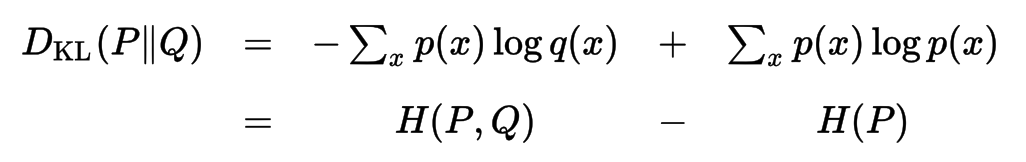 D_KL(P‖Q) = − ∑_x p(x) log q(x) + ∑_x p(x) log p(x)
= H(P, Q) − H(P)